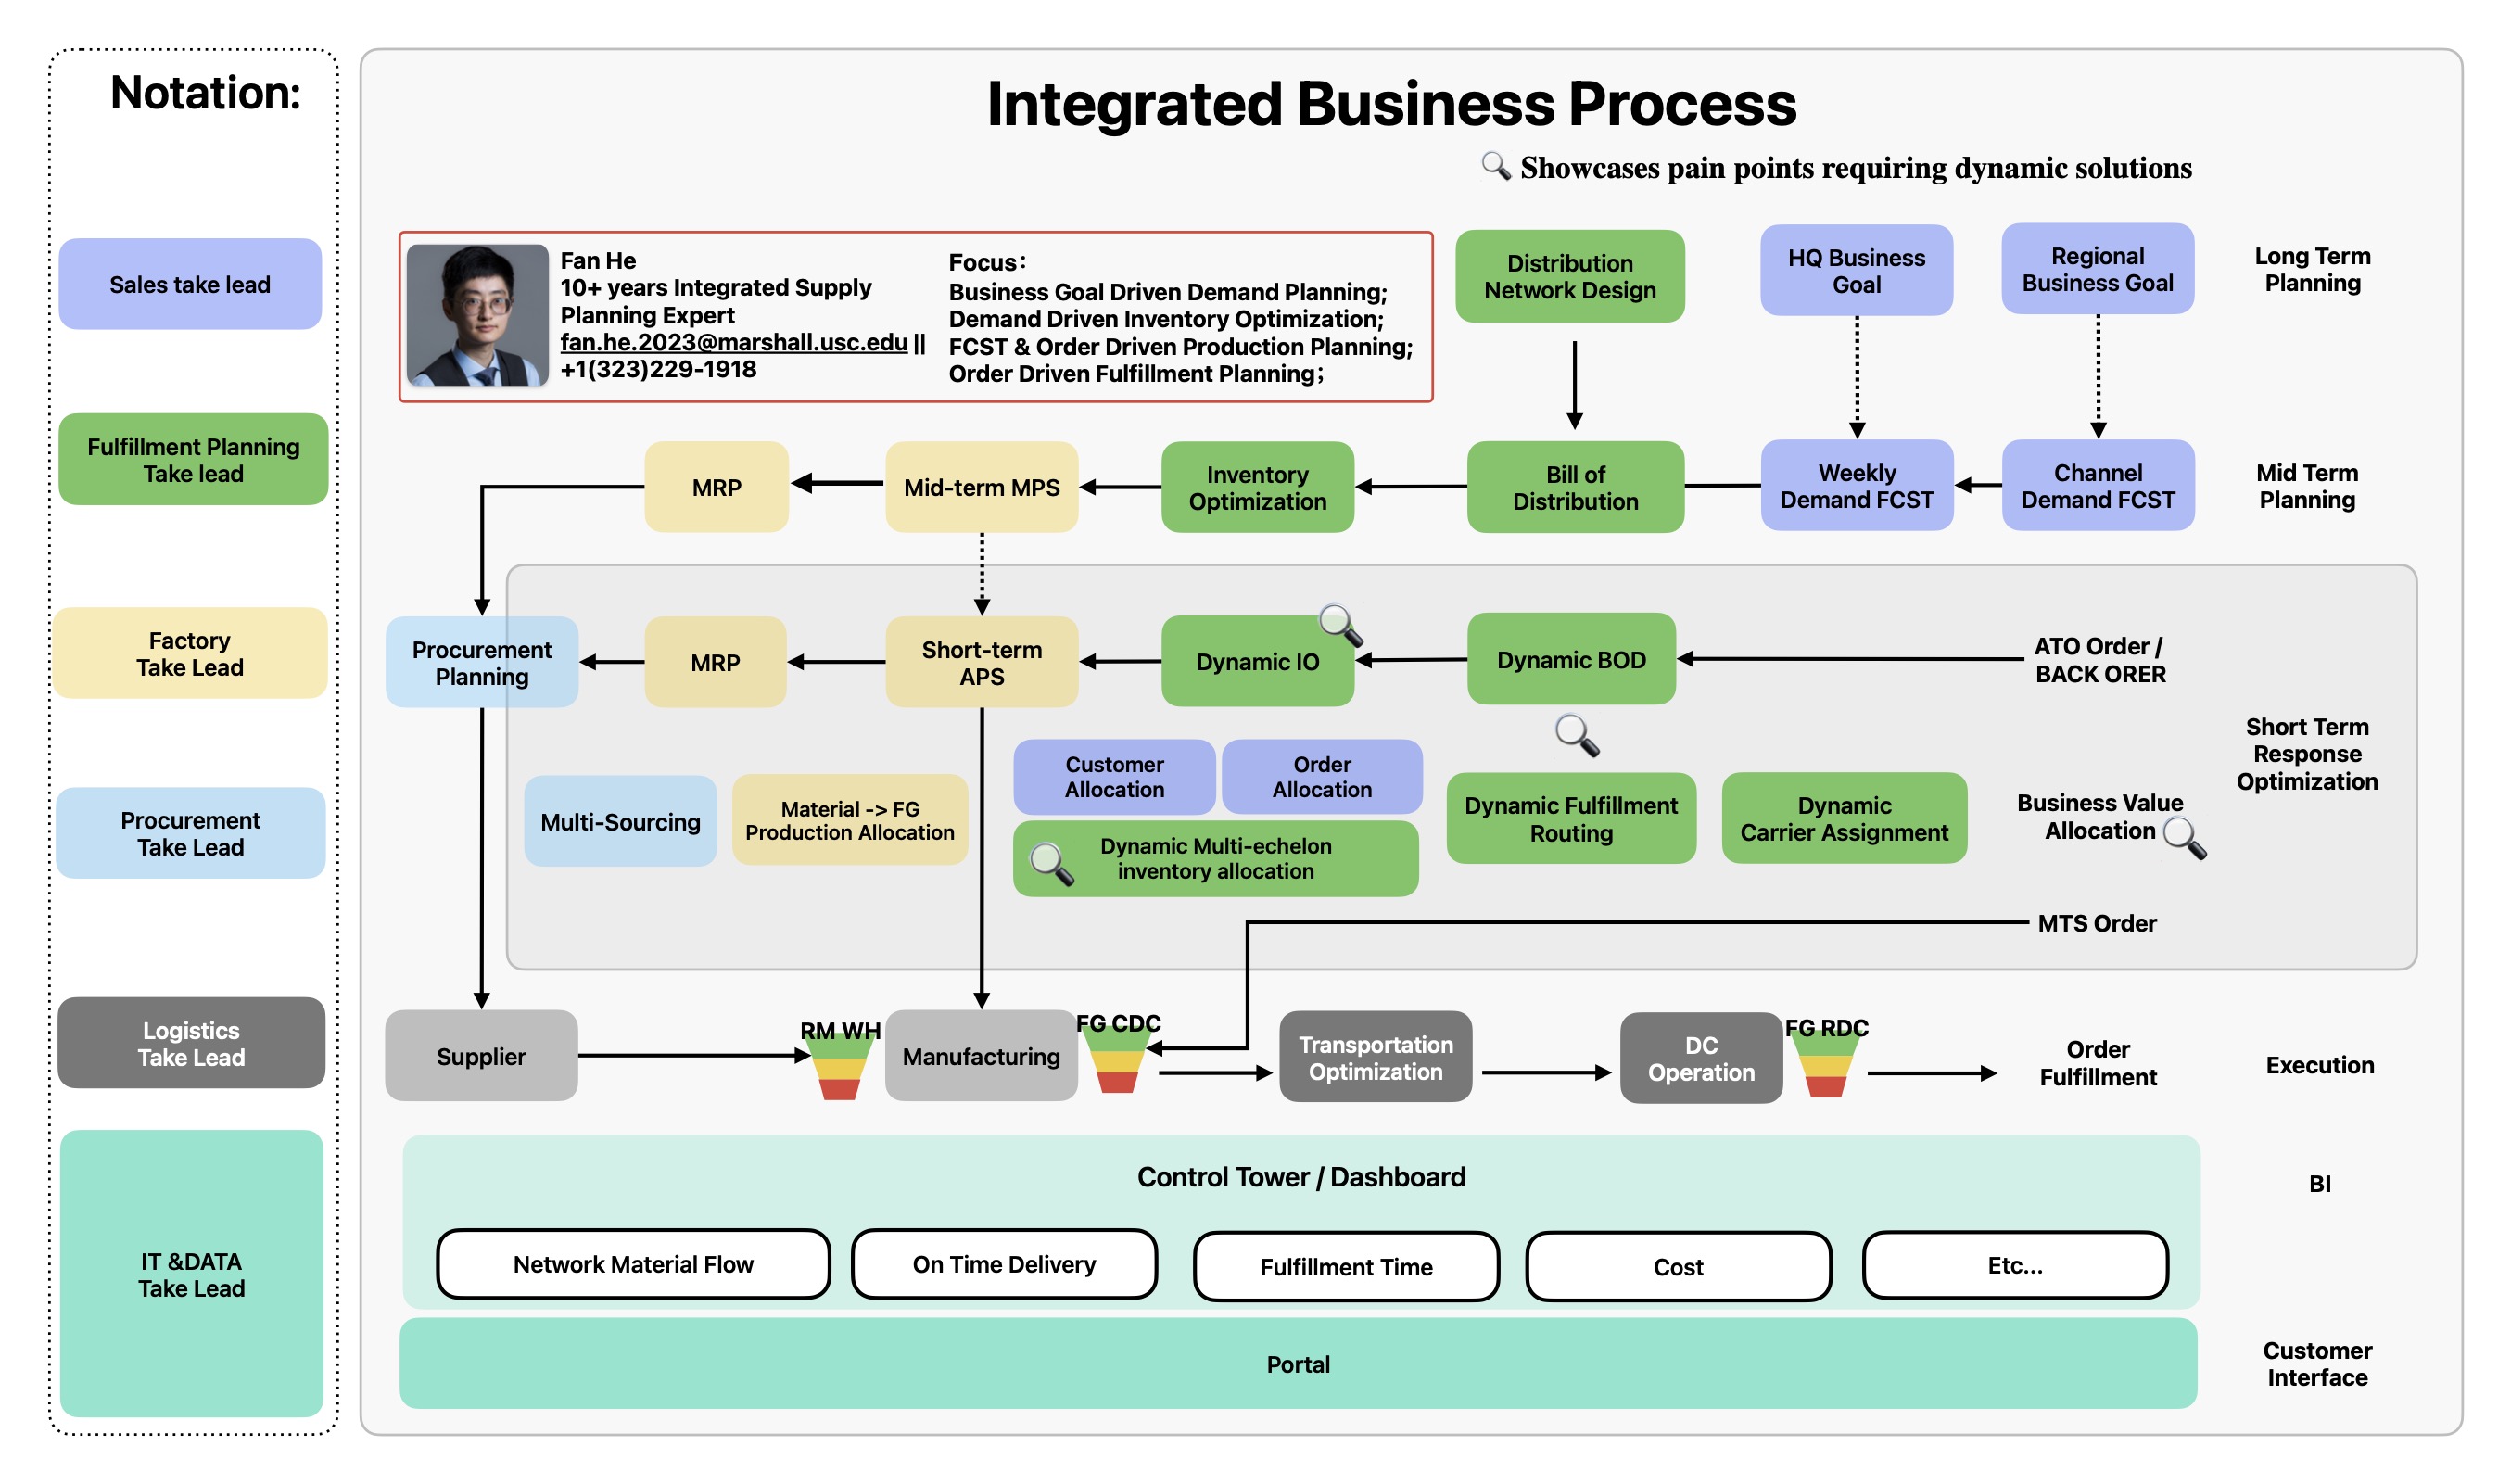 Notation:
Sales take lead
Fulfillment Planning
Take lead
Factory
Take Lead
Procurement
Take Lead
Logistics
Take Lead
IT &DATA
Take Lead
Integrated Business Process
Showcases pain points requiring dynamic solutions
Fan He
10+ years Integrated Supply
Planning Expert
fan.he.2023@marshall.usc.edu ||
+1(323)229-1918
Focus:
Business Goal Driven Demand Planning;
Demand Driven Inventory Optimization;
FCST & Order Driven Production Planning;
Order Driven Fulfillment Planning;
Distribution
Network Design
HQ Business
Goal
Regional
Business Goal
Long Term
Planning
MRP
Mid-term MPS
Inventory
Optimization
Bill of
Distribution
Weekly
Demand FCST
Channel
Demand FCST
Mid Term
Planning
Procurement
Planning
MRP
Short-term
APS
Dynamic IO
Dynamic BOD
ATO Order /
BACK ORER
Short Term
Response
Optimization
Multi-Sourcing
Material -> FG
Production Allocation
Customer
Allocation
Order
Allocation
Dynamic Multi-echelon
inventory allocation
Dynamic Fulfillment
Routing
Dynamic
Carrier Assignment
Business Value
Allocation
MTS Order
Supplier
RM WH
Manufacturing
FG CDC
Transportation
Optimization
DC
Operation
FG RDC
Order
Fulfillment
Execution
Control Tower / Dashboard
BI
Network Material Flow
On Time Delivery
Fulfillment Time
Cost
Etc...
Portal
Customer
Interface